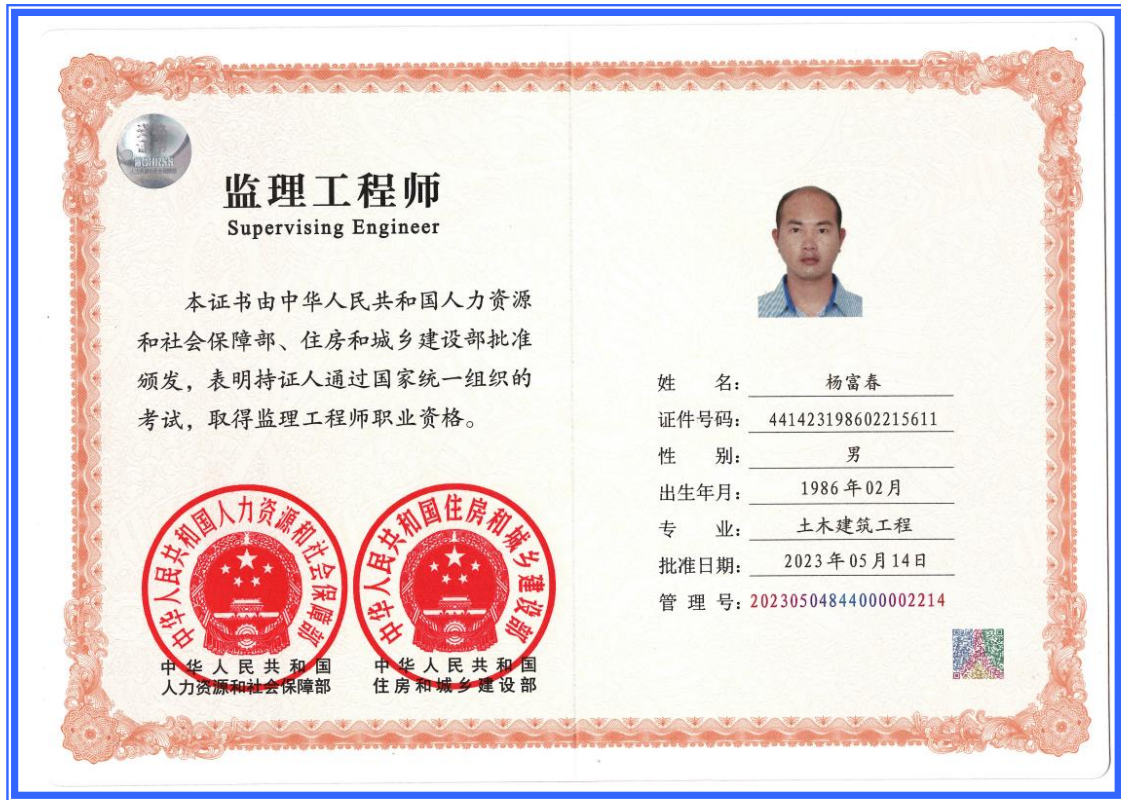 监理工程师
Supervising Engineer
本证书由中华人民共和国人力资源
和社会保障部、住房和城乡建设部批准
颁发，表明持证人通过国家统一组织的
考试，取得监理工程师职业资格。
中华人民共和国人力资源和社会保障部
中华人民共和国
人力资源和社会保障部
中华人民共和国住房和城乡建设部
中华人民共和国
住房和城乡建设部
姓 名：杨富春
证件号码：441423198602215611
性 别：男
出生年月：1986年02月
专 业：土木建筑工程
批准日期：2023年05月14日
管 理 号：20230504844000002214